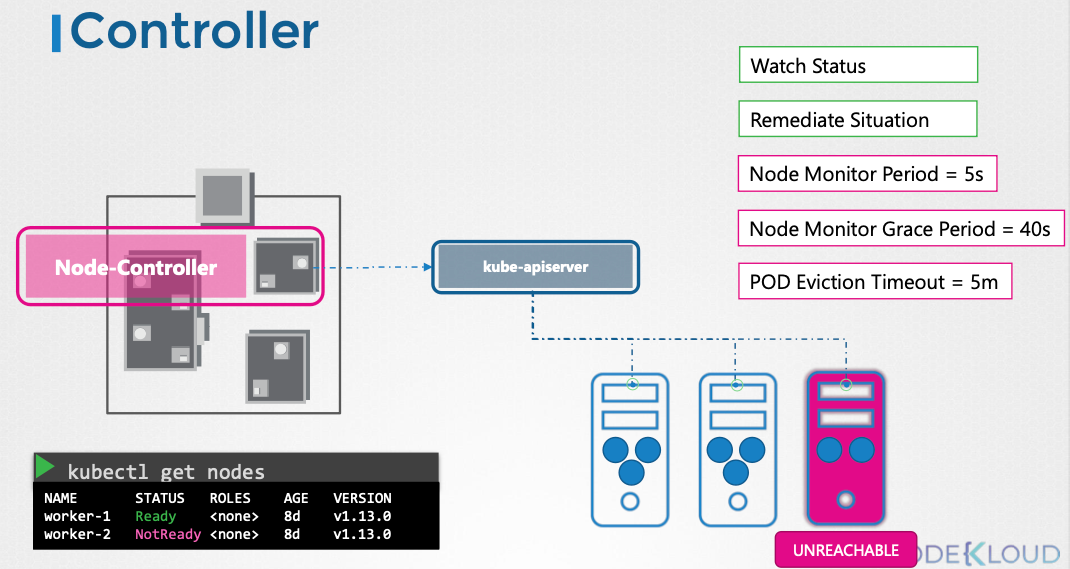 Controller
Watch Status
Remediate Situation
Node Monitor Period = 5s
Node Monitor Grace Period = 40s
POD Eviction Timeout = 5m
Node-Controller
kube-apiserver
kubectl get nodes
NAME STATUS ROLES AGE VERSION
worker-1 Ready <none> 8d v1.13.0
worker-2 NotReady <none> 8d v1.13.0
UNREACHABLE
ODEKLOUD